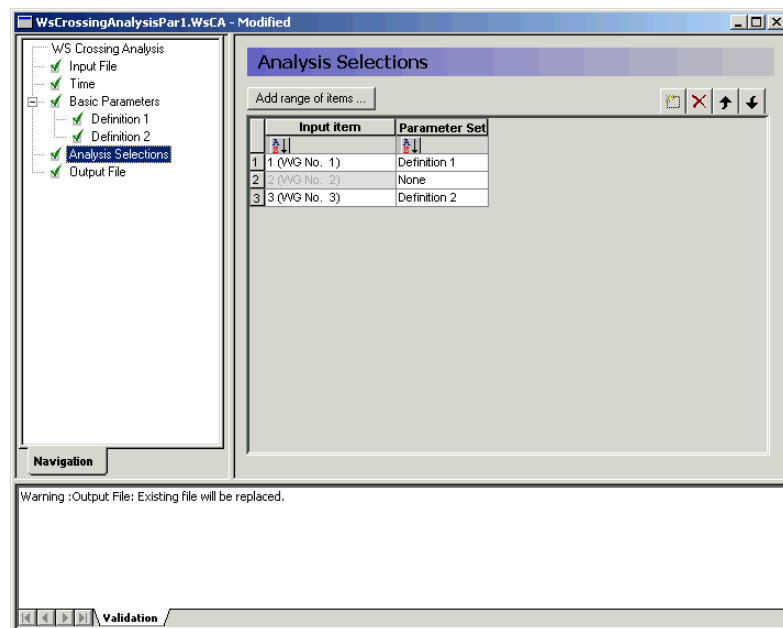 WsCrossingAnalysisPar1.WsCA - Modified
WS Crossing Analysis
Input File
Time
Basic Parameters
Definition 1
Definition 2
Analysis Selections
Output File
Navigation
Analysis Selections
Add range of items ...
Input item Parameter Set
1 1 (WG No. 1) Definition 1
2 2 (WG No. 2) None
3 3 (WG No. 3) Definition 2
Warning :Output File: Existing file will be replaced.
Validation